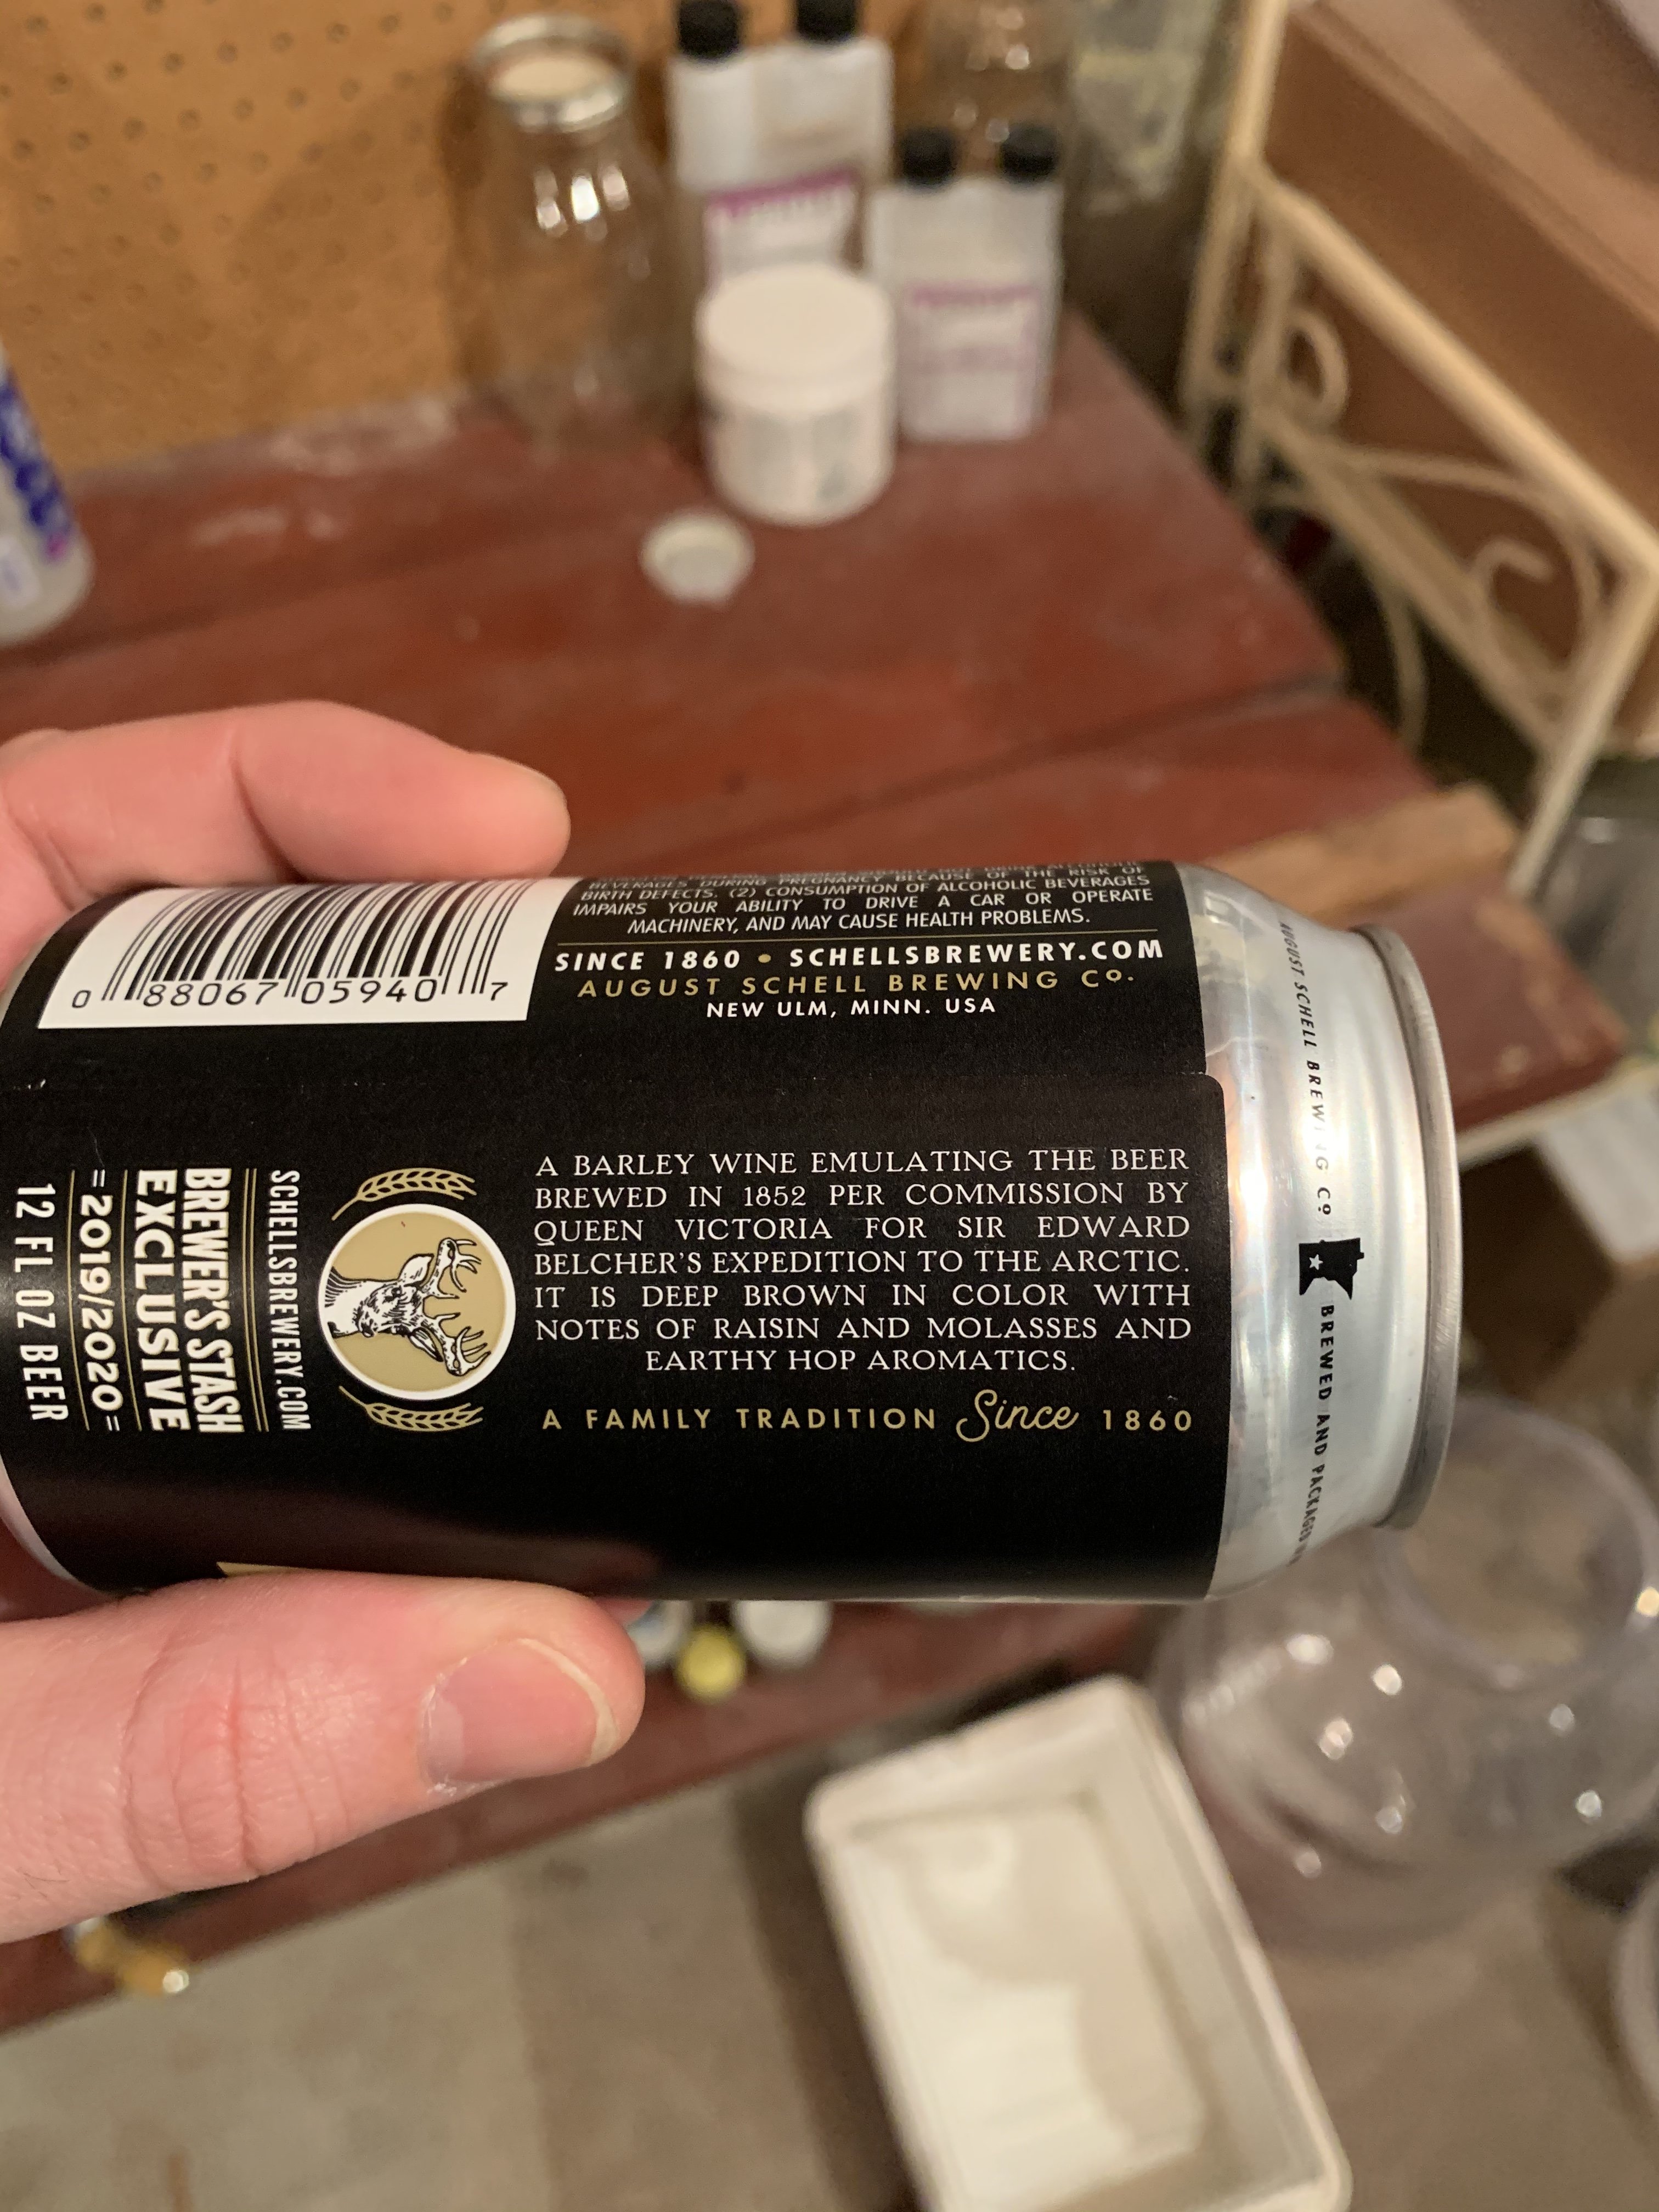 BEVERAGES DURING PREGNANCY BECAUSE OF THE RISK OF
BIRTH DEFECTS. (2) CONSUMPTION OF ALCOHOLIC BEVERAGES
IMPAIRS YOUR ABILITY TO DRIVE A CAR OR OPERATE
MACHINERY, AND MAY CAUSE HEALTH PROBLEMS.
SINCE 1860 • SCHELLSBREWERY.COM
AUGUST SCHELL BREWING Co.
NEW ULM, MINN. USA
0 88067 05940 7
A BARLEY WINE EMULATING THE BEER
BREWED IN 1852 PER COMMISSION BY
QUEEN VICTORIA FOR SIR EDWARD
BELCHER'S EXPEDITION TO THE ARCTIC.
IT IS DEEP BROWN IN COLOR WITH
NOTES OF RAISIN AND MOLASSES AND
EARTHY HOP AROMATICS.
A FAMILY TRADITION Since 1860
SCHELLSBREWERY.COM
BREWER'S STASH
EXCLUSIVE
=2019/2020=
12 FL OZ BEER
AUGUST SCHELL BREWING Co. BREWED AND PACKAGED